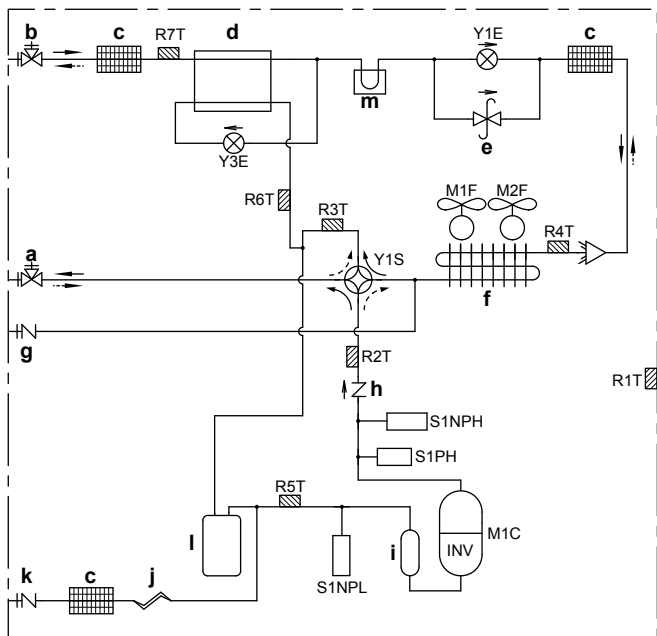 b
c
R7T
d
Y1E
c
m
e
Y3E
R6T
R3T
M1F
M2F
R4T
a
Y1S
f
g
R2T
R1T
h
S1NPH
S1PH
R5T
l
i
M1C
INV
S1NPL
k
c
j